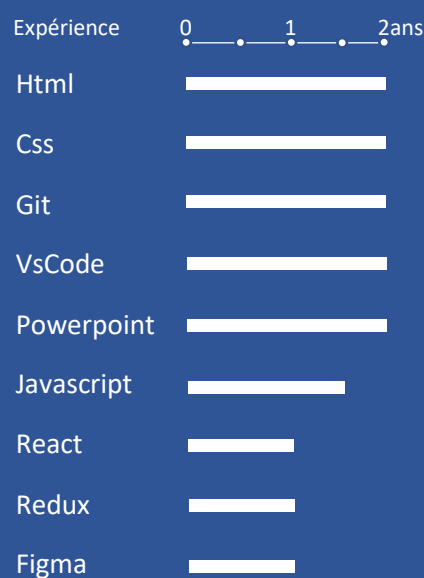 Expérience 0 1 2ans
Html
Css
Git
VsCode
Powerpoint
Javascript
React
Redux
Figma